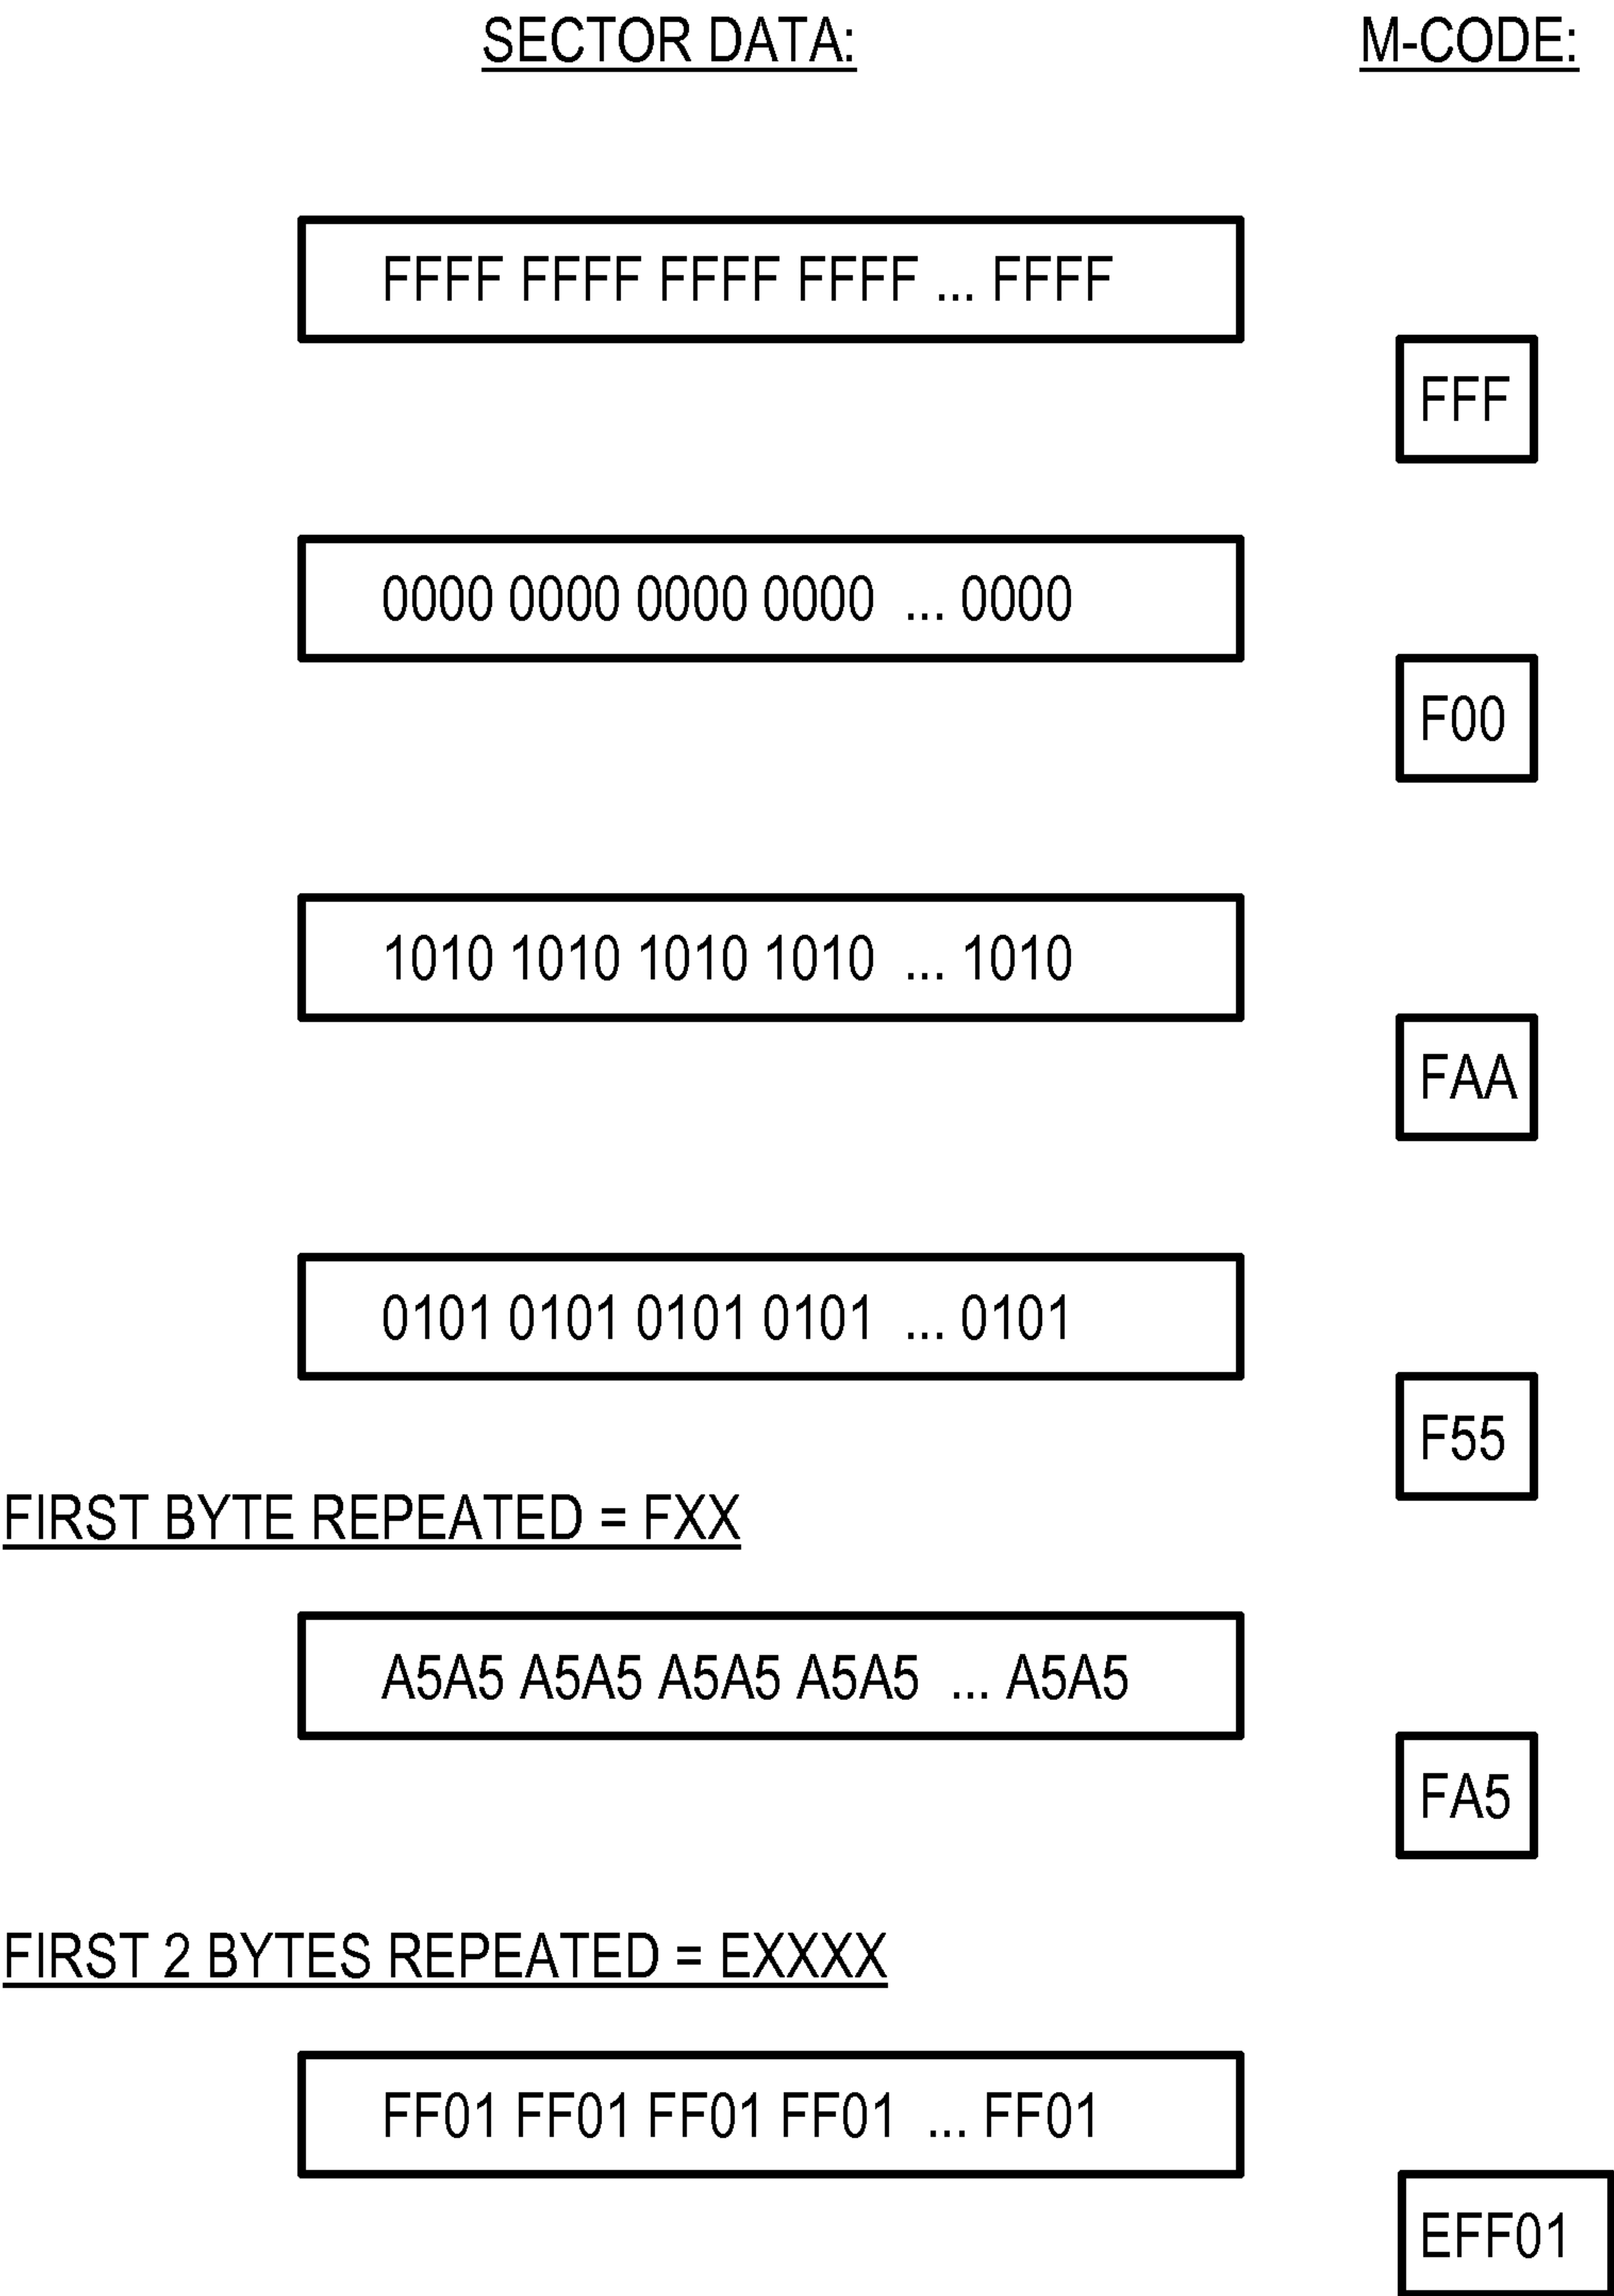 SECTOR DATA: M-CODE:
FFFF FFFF FFFF FFFF ... FFFF
FFF
0000 0000 0000 0000 ... 0000
F00
1010 1010 1010 1010 ... 1010
FAA
0101 0101 0101 0101 ... 0101
F55
FIRST BYTE REPEATED = FXX
A5A5 A5A5 A5A5 A5A5 ... A5A5
FA5
FIRST 2 BYTES REPEATED = EXXXX
FF01 FF01 FF01 FF01 ... FF01
EFF01